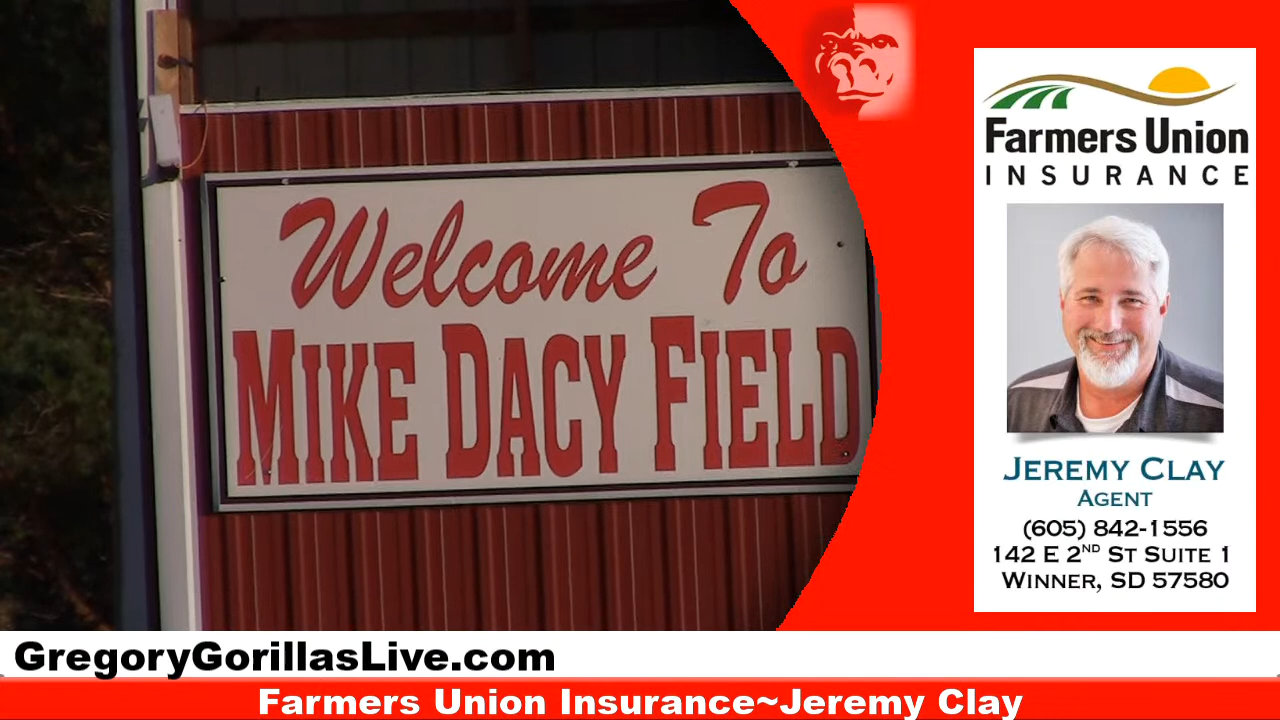 Welcome To
MIKE DACY FIELD
Farmers Union
INSURANCE
JEREMY CLAY
AGENT
(605) 842-1556
142 E 2ND ST SUITE 1
WINNER, SD 57580
GregoryGorillasLive.com
Farmers Union Insurance~Jeremy Clay